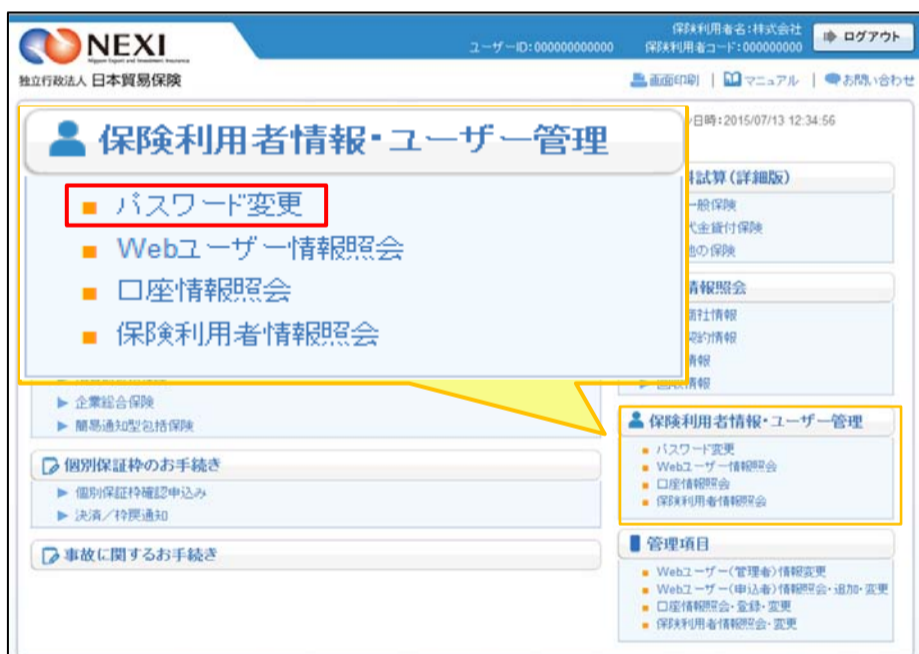 NEXI
Nippon Export and Investment Insurance
独立行政法人 日本貿易保険
ユーザーID:000000000000
保険利用者名:株式会社
保険利用者コード:000000000
ログアウト
画面印刷 | マニュアル | お問い合わせ
日時:2015/07/13 12:34:56
保険利用者情報・ユーザー管理
パスワード変更
Webユーザー情報照会
口座情報照会
保険利用者情報照会
試算(詳細版)
一般保険
代金貸付保険
の保険
情報照会
商社情報
契約情報
情報
情報
企業総合保険
簡易通知型包括保険
個別保証枠のお手続き
個別保証枠確認申込み
決済/枠戻通知
事故に関するお手続き
保険利用者情報・ユーザー管理
パスワード変更
Webユーザー情報照会
口座情報照会
保険利用者情報照会
管理項目
Webユーザー(管理者)情報変更
Webユーザー(申込者)情報照会・追加・変更
口座情報照会・登録・変更
保険利用者情報照会・変更